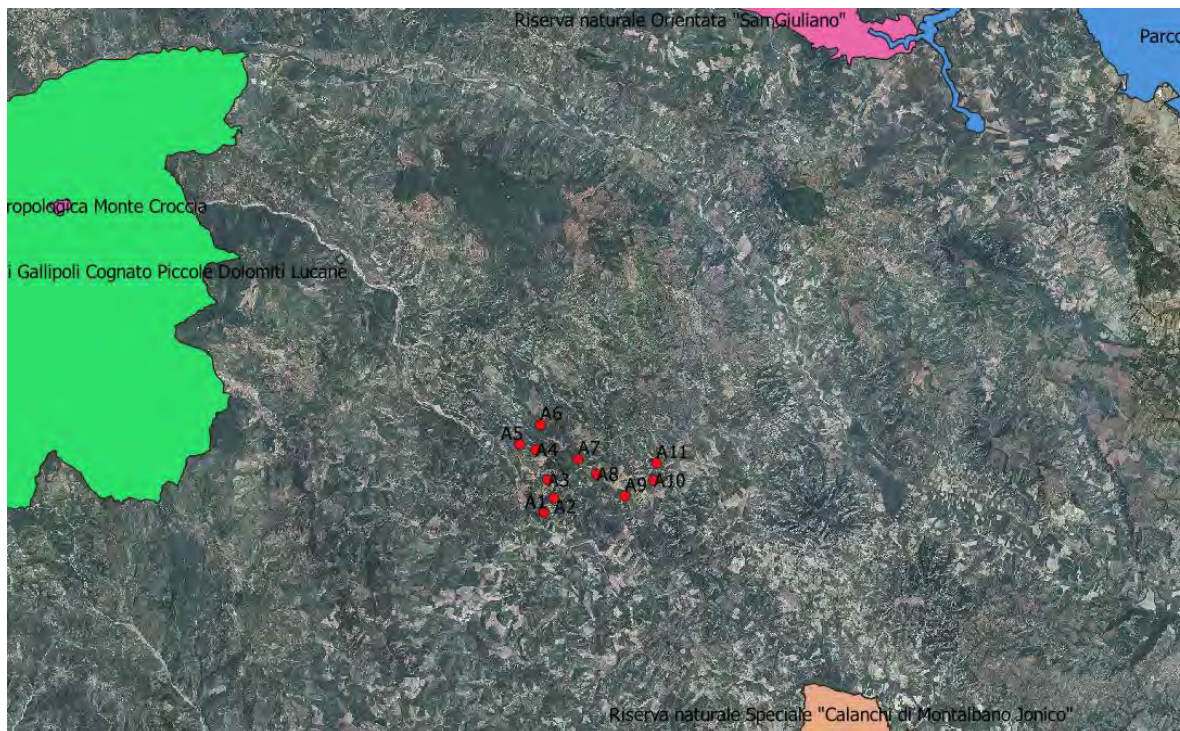 Riserva naturale Orientata "San Giuliano"
Parco
ropologica Monte Croccia
i Gallipoli Cognato Piccole Dolomiti Lucane
A6
A5
A4
A7
A11
A8
A3
A10
A9
A1
A2
Riserva naturale Speciale "Calanchi di Montalbano Jonico"